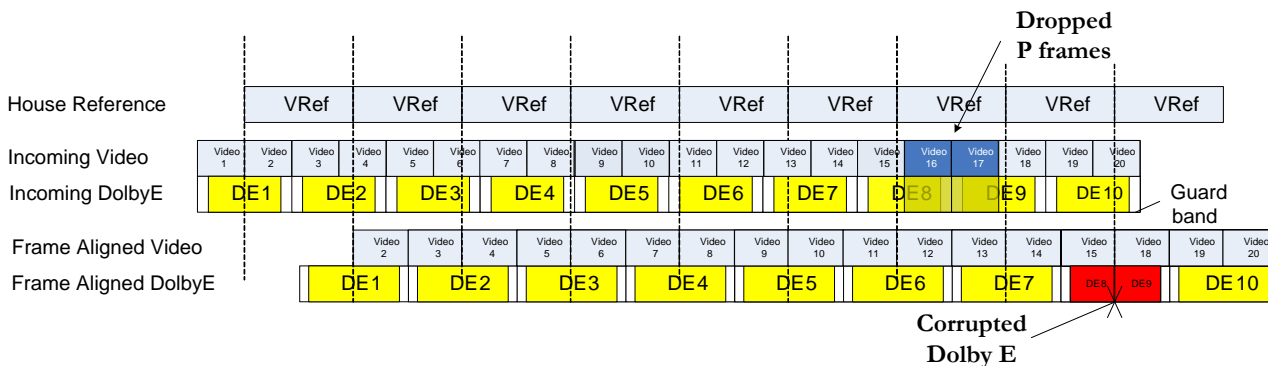 Dropped
P frames
House Reference
VRef VRef VRef VRef VRef VRef VRef VRef VRef
Incoming Video
Video 1 Video 2 Video 3 Video 4 Video 5 Video 6 Video 7 Video 8 Video 9 Video 10 Video 11 Video 12 Video 13 Video 14 Video 15 Video 16 Video 17 Video 18 Video 19 Video 20
Incoming DolbyE
DE1 DE2 DE3 DE4 DE5 DE6 DE7 DE8 DE9 DE10
Guard
band
Frame Aligned Video
Video 2 Video 3 Video 4 Video 5 Video 6 Video 7 Video 8 Video 9 Video 10 Video 11 Video 12 Video 13 Video 14 Video 15 Video 18 Video 19 Video 20
Frame Aligned DolbyE
DE1 DE2 DE3 DE4 DE5 DE6 DE7 DE8 DE9 DE10
Corrupted
Dolby E